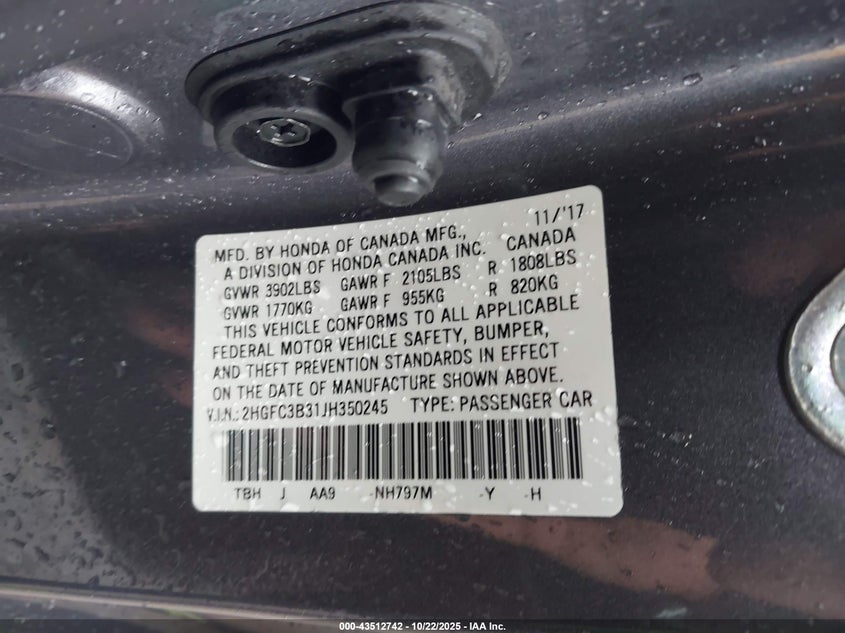 11/'17
MFD. BY HONDA OF CANADA MFG., CANADA
A DIVISION OF HONDA CANADA INC.
GVWR 3902LBS GAWR F 2105LBS R 1808LBS
GVWR 1770KG GAWR F 955KG R 820KG
THIS VEHICLE CONFORMS TO ALL APPLICABLE
FEDERAL MOTOR VEHICLE SAFETY, BUMPER,
AND THEFT PREVENTION STANDARDS IN EFFECT
ON THE DATE OF MANUFACTURE SHOWN ABOVE.
V.I.N.: 2HGFC3B31JH350245 TYPE: PASSENGER CAR
TBH J AA9 -NH797M -Y -H
000-43512742 - 10/22/2025 - IAA Inc.